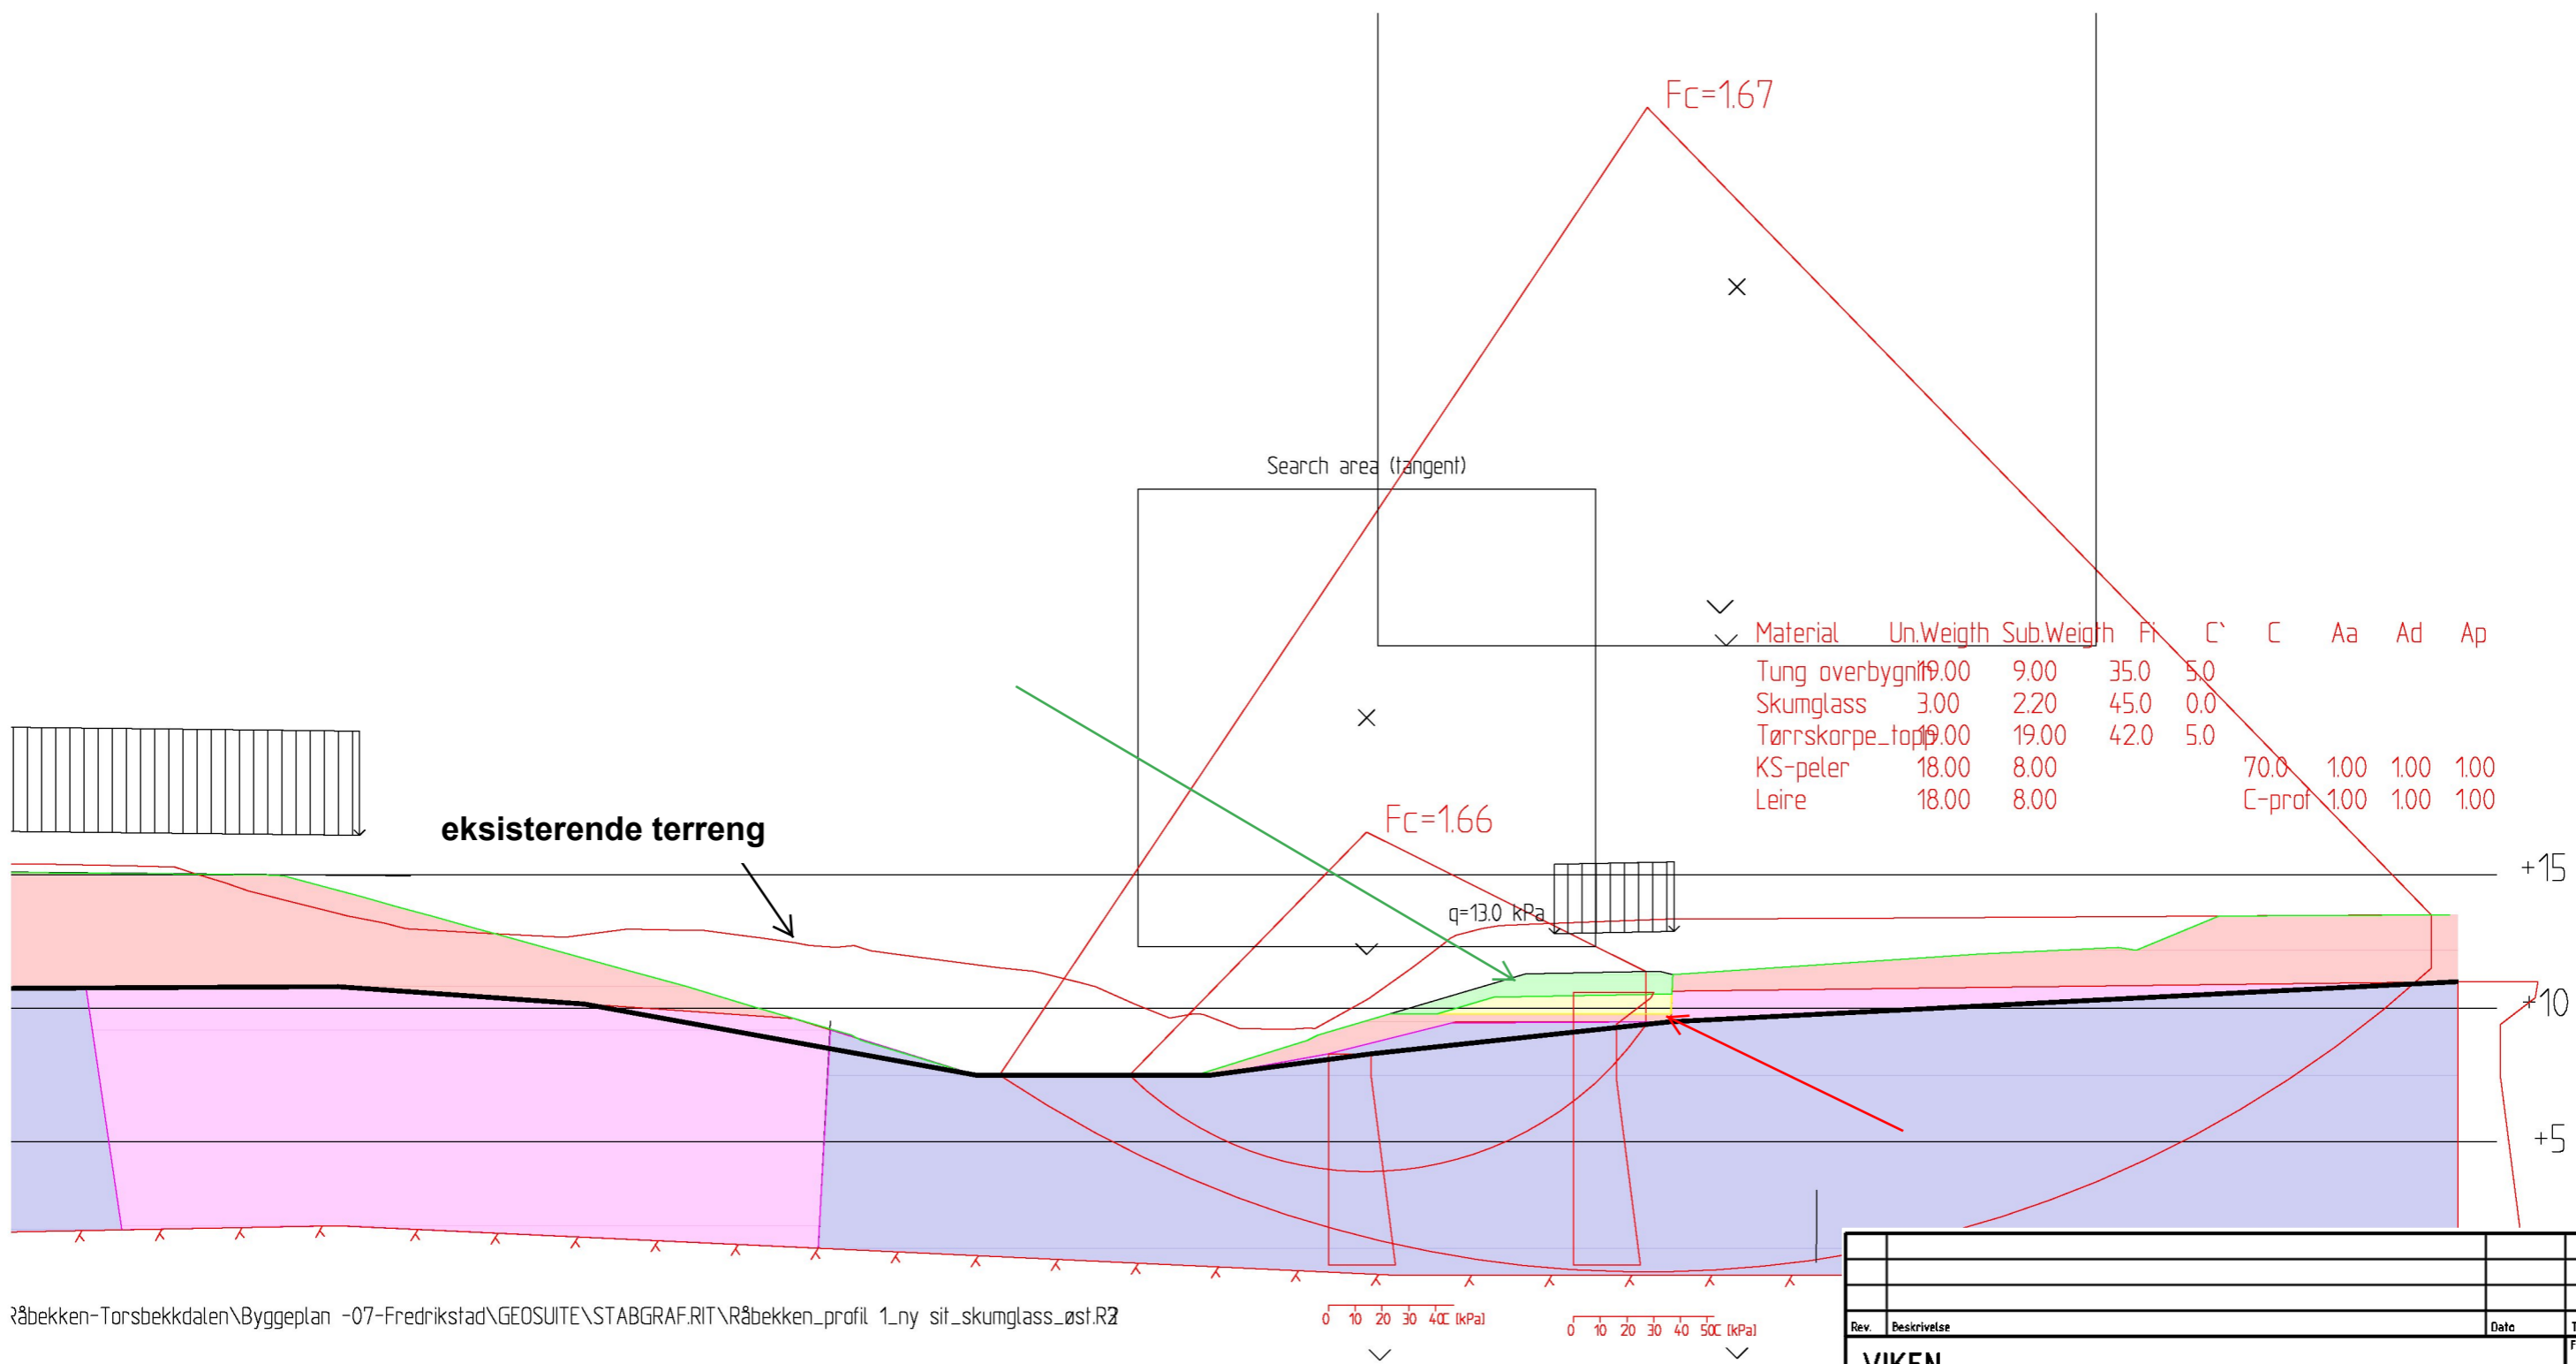 Fc=1.67
Search area (tangent)
Material Un.Weigth Sub.Weigth Fi C` C Aa Ad Ap
Tung overbygnin 19.00 9.00 35.0 5.0
Skumglass 3.00 2.20 45.0 0.0
Tørrskorpe_topp 19.00 19.00 42.0 5.0
KS-peler 18.00 8.00 70.0 1.00 1.00 1.00
Leire 18.00 8.00 C-prof 1.00 1.00 1.00
Fc=1.66
eksisterende terreng
+15
q=13.0 kPa
+10
+5
Råbekken-Torsbekkdalen\Byggeplan -07-Fredrikstad\GEOSUITE\STABGRAF.RIT\Råbekken_profil 1_ny sit_skumglass_øst.R
0 10 20 30 40 C [kPa]
0 10 20 30 40 50 C [kPa]
Rev. Beskrivelse Dato T
VIKEN